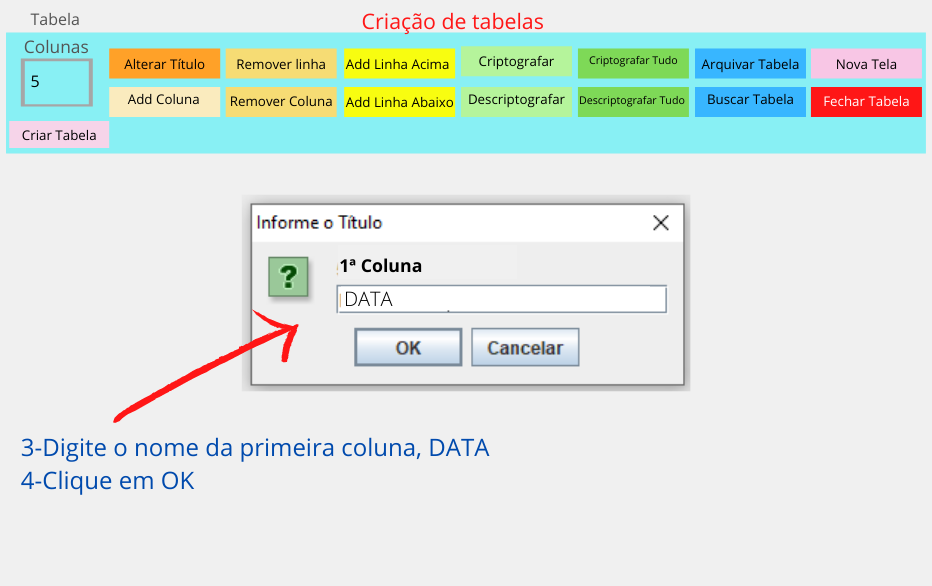 Tabela
Criação de tabelas
Colunas
5
Alterar Título
Remover linha
Add Linha Acima
Criptografar
Criptografar Tudo
Arquivar Tabela
Nova Tela
Add Coluna
Remover Coluna
Add Linha Abaixo
Descriptografar
Descriptografar Tudo
Buscar Tabela
Fechar Tabela
Criar Tabela
Informe o Título
?
1ª Coluna
DATA
OK
Cancelar
3-Digite o nome da primeira coluna, DATA
4-Clique em OK